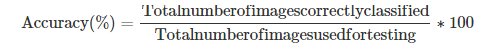 Accuracy(%) = Totalnumberofimagescorrectlyclassified / Totalnumberofimagesusedfortesting * 100